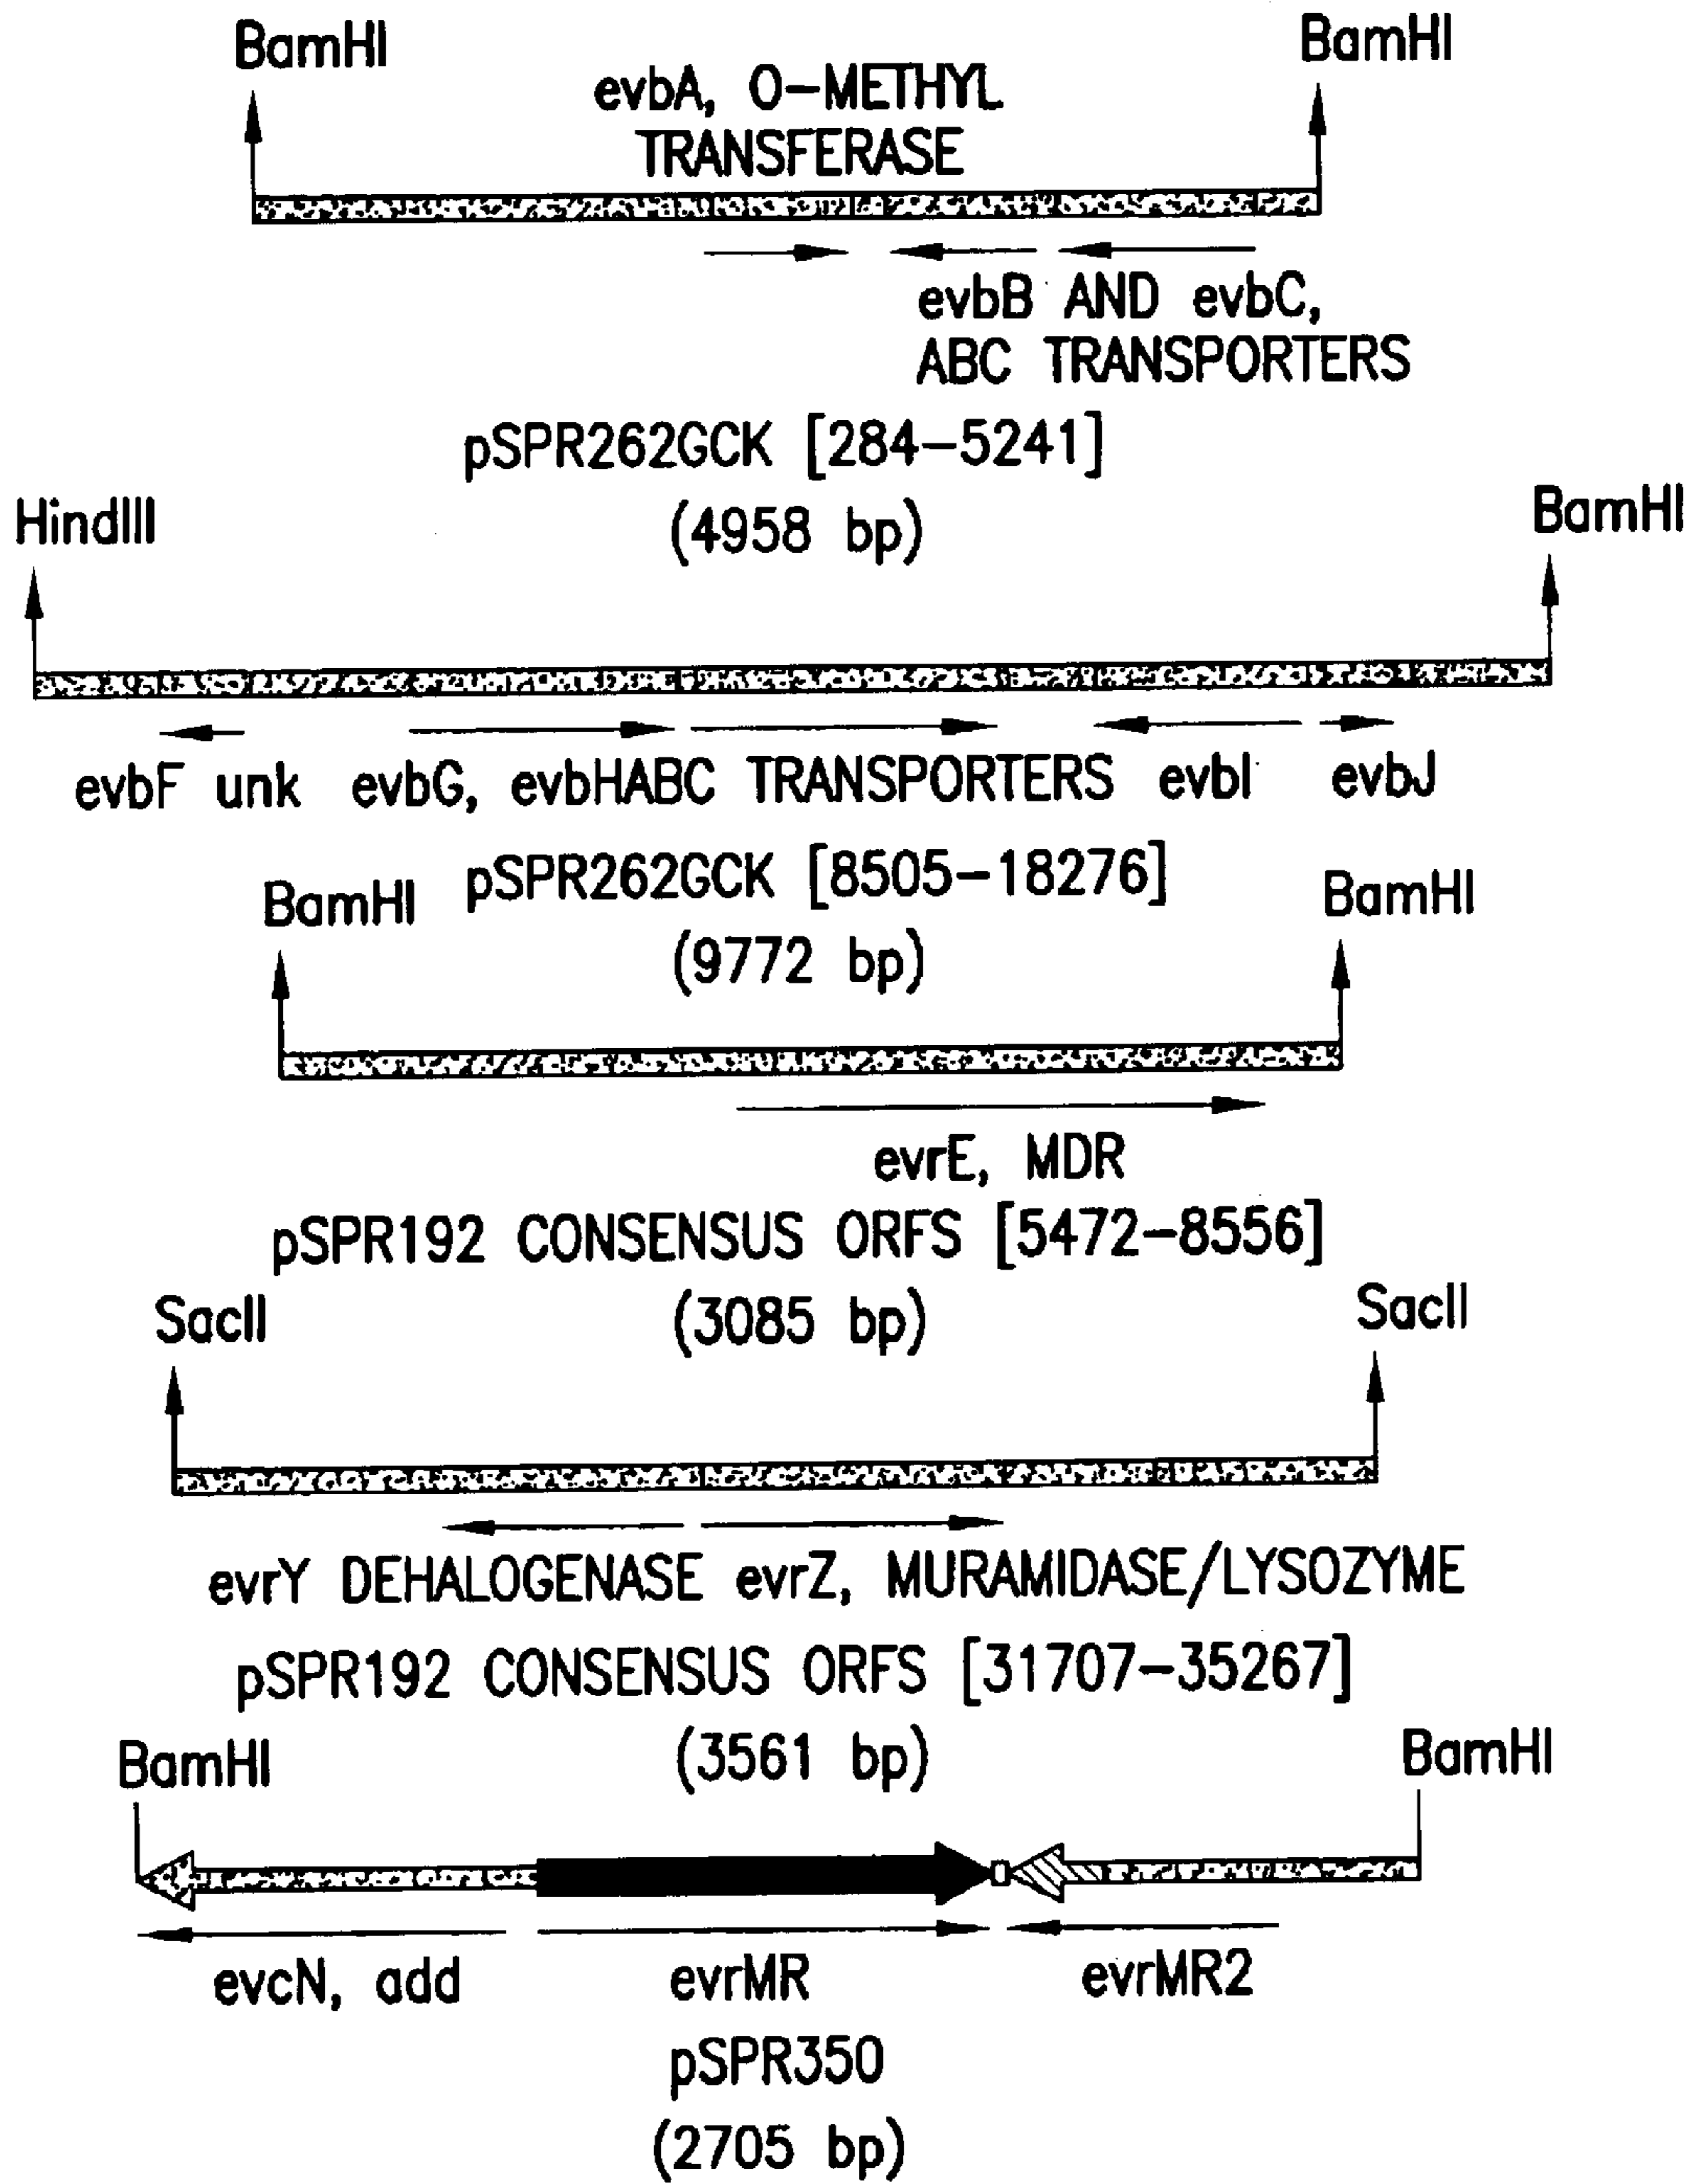 BamHI BamHI
evbA, O-METHYL
TRANSFERASE
evbB AND evbC,
ABC TRANSPORTERS
pSPR262GCK [284-5241]
(4958 bp)
HindIII BamHI
evbF unk evbG, evbHABC TRANSPORTERS evbI evbJ
pSPR262GCK [8505-18276]
BamHI BamHI
(9772 bp)
evrE, MDR
pSPR192 CONSENSUS ORFS [5472-8556]
(3085 bp)
SacII SacII
evrY DEHALOGENASE evrZ, MURAMIDASE/LYSOZYME
pSPR192 CONSENSUS ORFS [31707-35267]
(3561 bp)
BamHI BamHI
evcN, add evrMR evrMR2
pSPR350
(2705 bp)